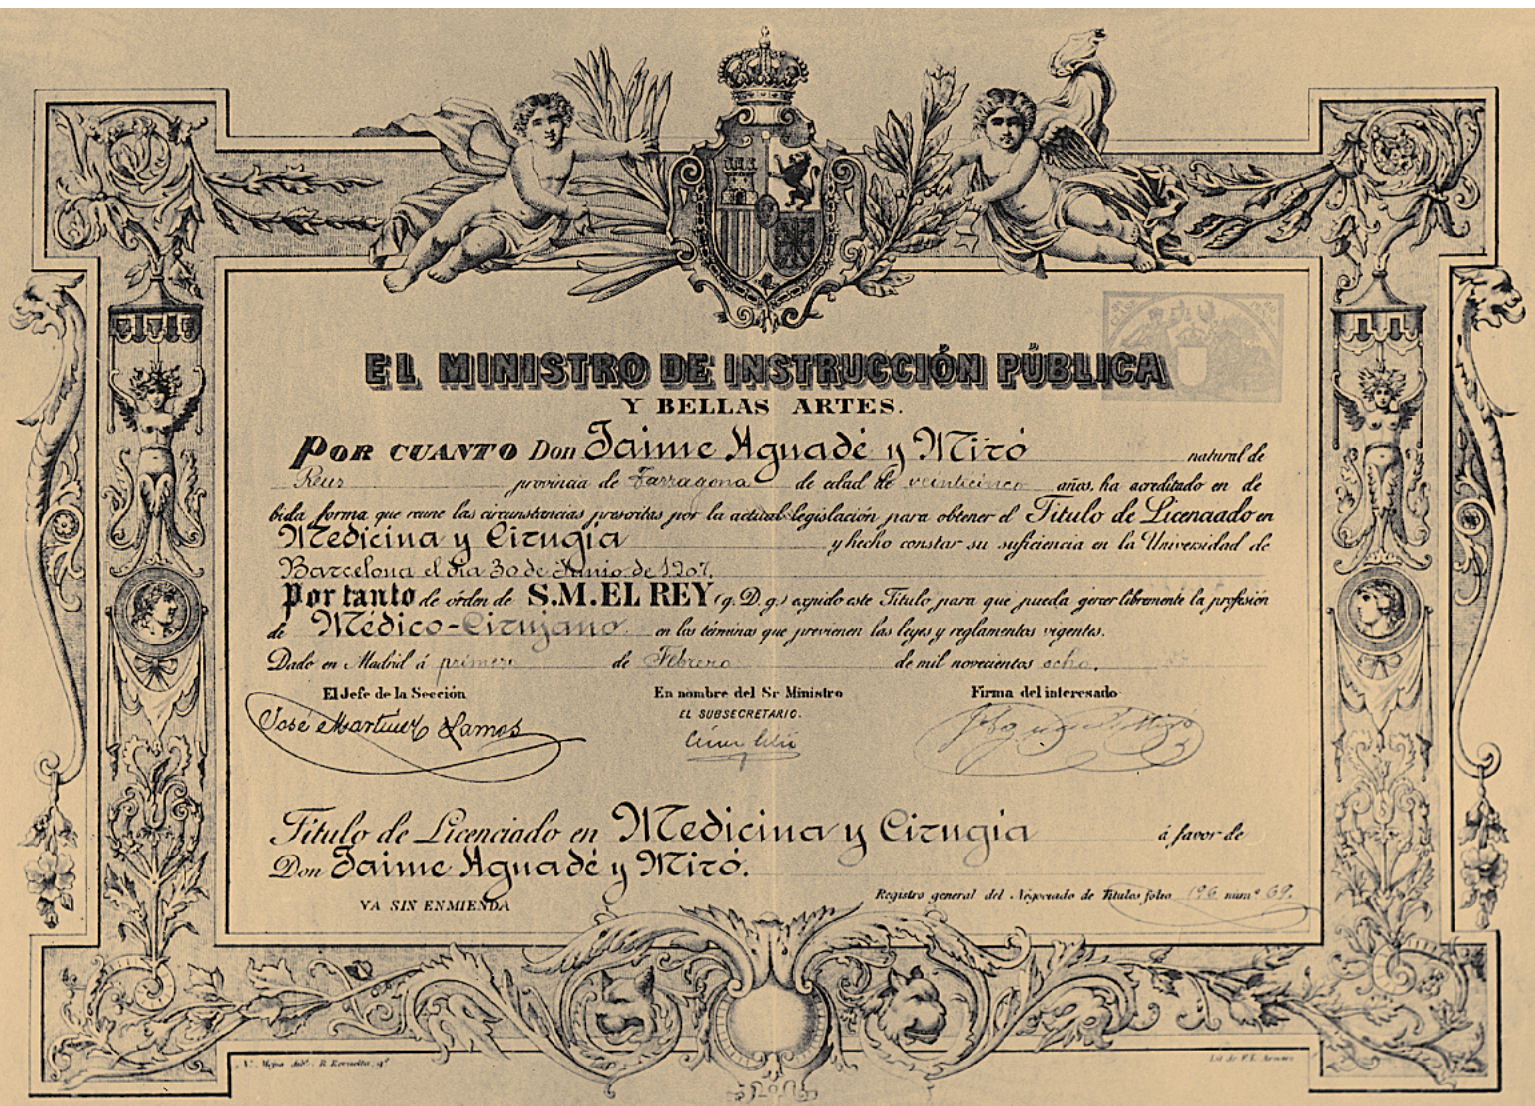 EL MINISTRO DE INSTRUCCIÓN PÚBLICA
Y BELLAS ARTES.
POR CUANTO Don Jaime Aguadé y Miró natural de
Reus provincia de Tarragona de edad de veinticinco años, ha acreditado en de
bida forma que reune las circunstancias prescritas por la actual legislación para obtener el Título de Licenciado en
Medicina y Cirugía y hecho constar su suficiencia en la Universidad de
Barcelona el día 30 de Junio de 1907.
Por tanto de orden de S.M. EL REY (q. D. g.) expido este Título para que pueda gercer libremente la profesión
de Médico-Cirujano en los términos que previenen las leyes y reglamentos vigentes.
Dado en Madrid á primero de Febrero de mil novecientos ocho.
El Jefe de la Sección En nombre del Sr Ministro Firma del interesado
EL SUBSECRETARIO.
José Martinez Ramos
Título de Licenciado en Medicina y Cirugía á favor de
Don Jaime Aguadé y Miró.
VA SIN ENMIENDA Registro general del Negociado de Títulos folio 196 numº 69.